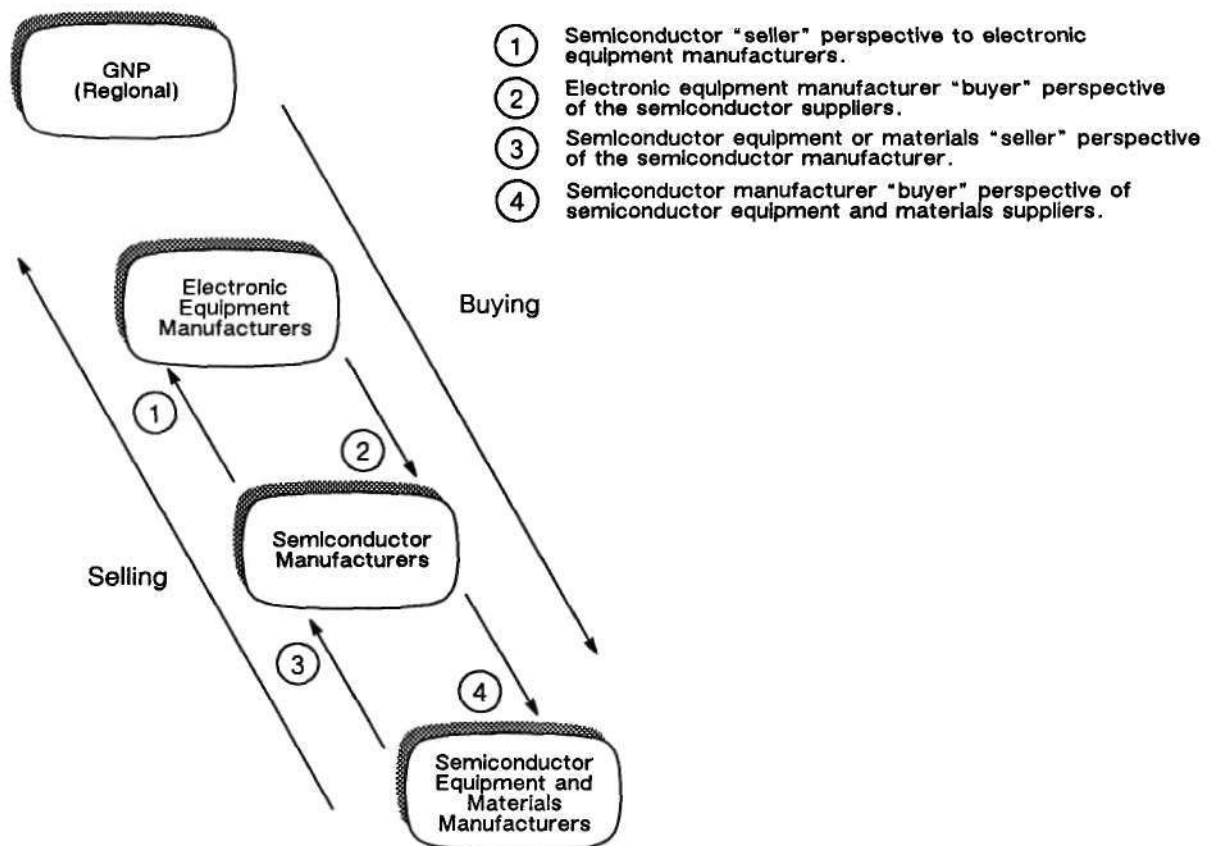 GNP
(Regional)
1 Semiconductor "seller" perspective to electronic
equipment manufacturers.
2 Electronic equipment manufacturer "buyer" perspective
of the semiconductor suppliers.
3 Semiconductor equipment or materials "seller" perspective
of the semiconductor manufacturer.
4 Semiconductor manufacturer "buyer" perspective of
semiconductor equipment and materials suppliers.
Electronic
Equipment
Manufacturers
Buying
1
2
Semiconductor
Manufacturers
Selling
3
4
Semiconductor
Equipment and
Materials
Manufacturers